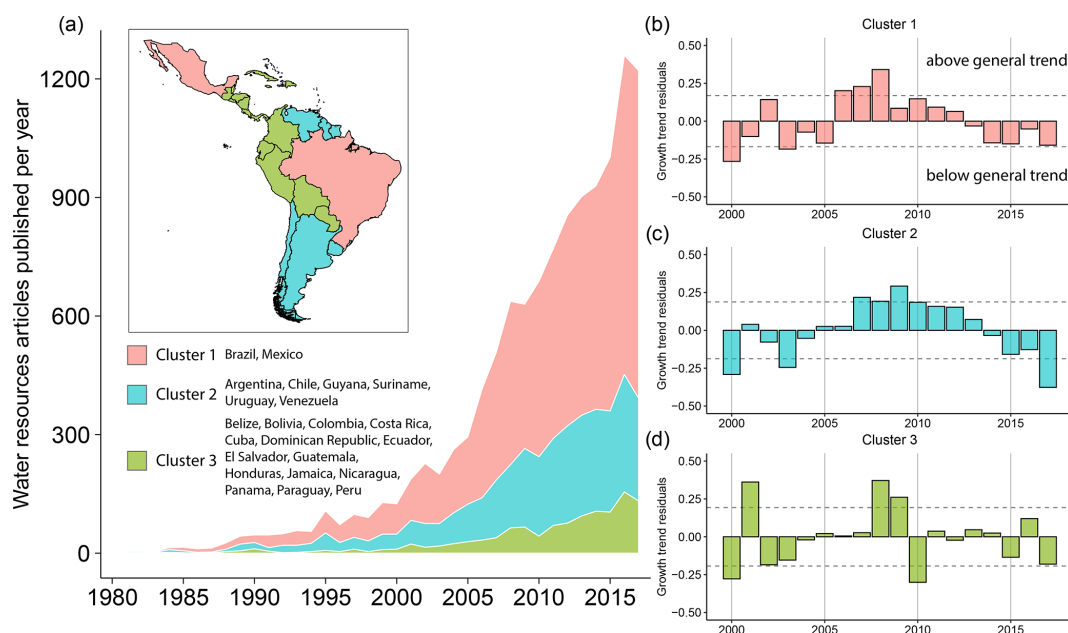 (a)
Water resources articles published per year
1200
900
600
300
0
1980 1985 1990 1995 2000 2005 2010 2015
Cluster 1 Brazil, Mexico
Cluster 2 Argentina, Chile, Guyana, Suriname,
Uruguay, Venezuela
Cluster 3 Belize, Bolivia, Colombia, Costa Rica,
Cuba, Dominican Republic, Ecuador,
El Salvador, Guatemala,
Honduras, Jamaica, Nicaragua,
Panama, Paraguay, Peru
(b)
Cluster 1
Growth trend residuals
0.50
0.25
0.00
−0.25
−0.50
above general trend
below general trend
2000 2005 2010 2015
(c)
Cluster 2
Growth trend residuals
0.50
0.25
0.00
−0.25
−0.50
2000 2005 2010 2015
(d)
Cluster 3
Growth trend residuals
0.50
0.25
0.00
−0.25
−0.50
2000 2005 2010 2015